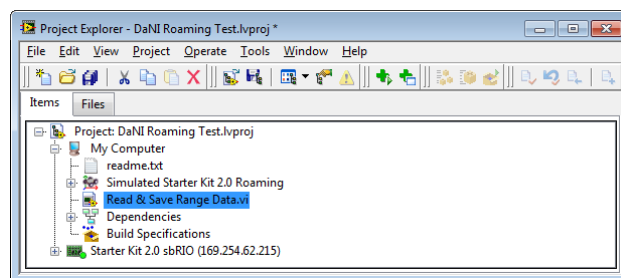 Project Explorer - DaNI Roaming Test.lvproj *
File Edit View Project Operate Tools Window Help
Items Files
Project: DaNI Roaming Test.lvproj
My Computer
readme.txt
Simulated Starter Kit 2.0 Roaming
Read & Save Range Data.vi
Dependencies
Build Specifications
Starter Kit 2.0 sbRIO (169.254.62.215)